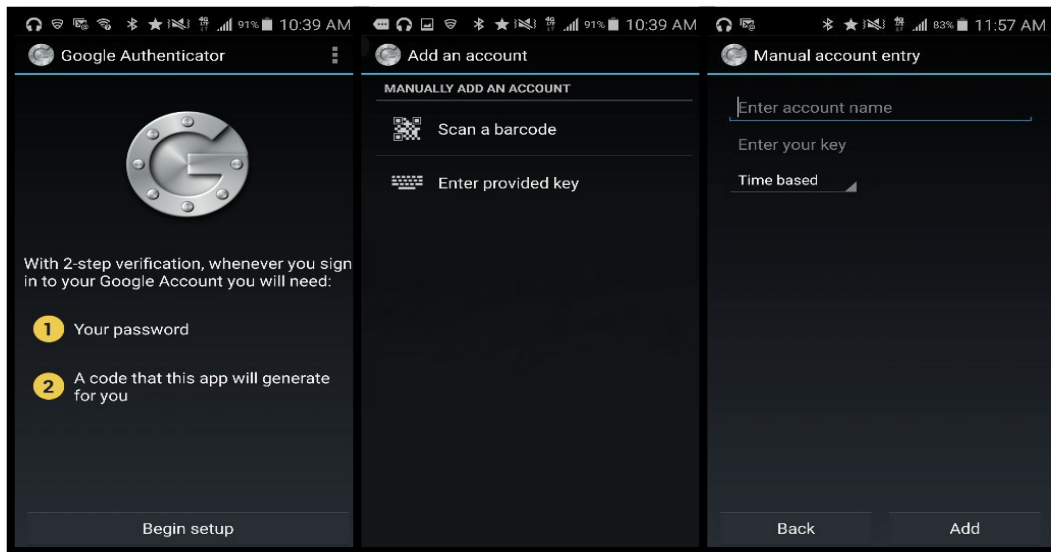 91% 10:39 AM
Google Authenticator
With 2-step verification, whenever you sign
in to your Google Account you will need:
1 Your password
2 A code that this app will generate
for you
Begin setup
91% 10:39 AM
Add an account
MANUALLY ADD AN ACCOUNT
Scan a barcode
Enter provided key
83% 11:57 AM
Manual account entry
Enter account name
Enter your key
Time based
Back
Add